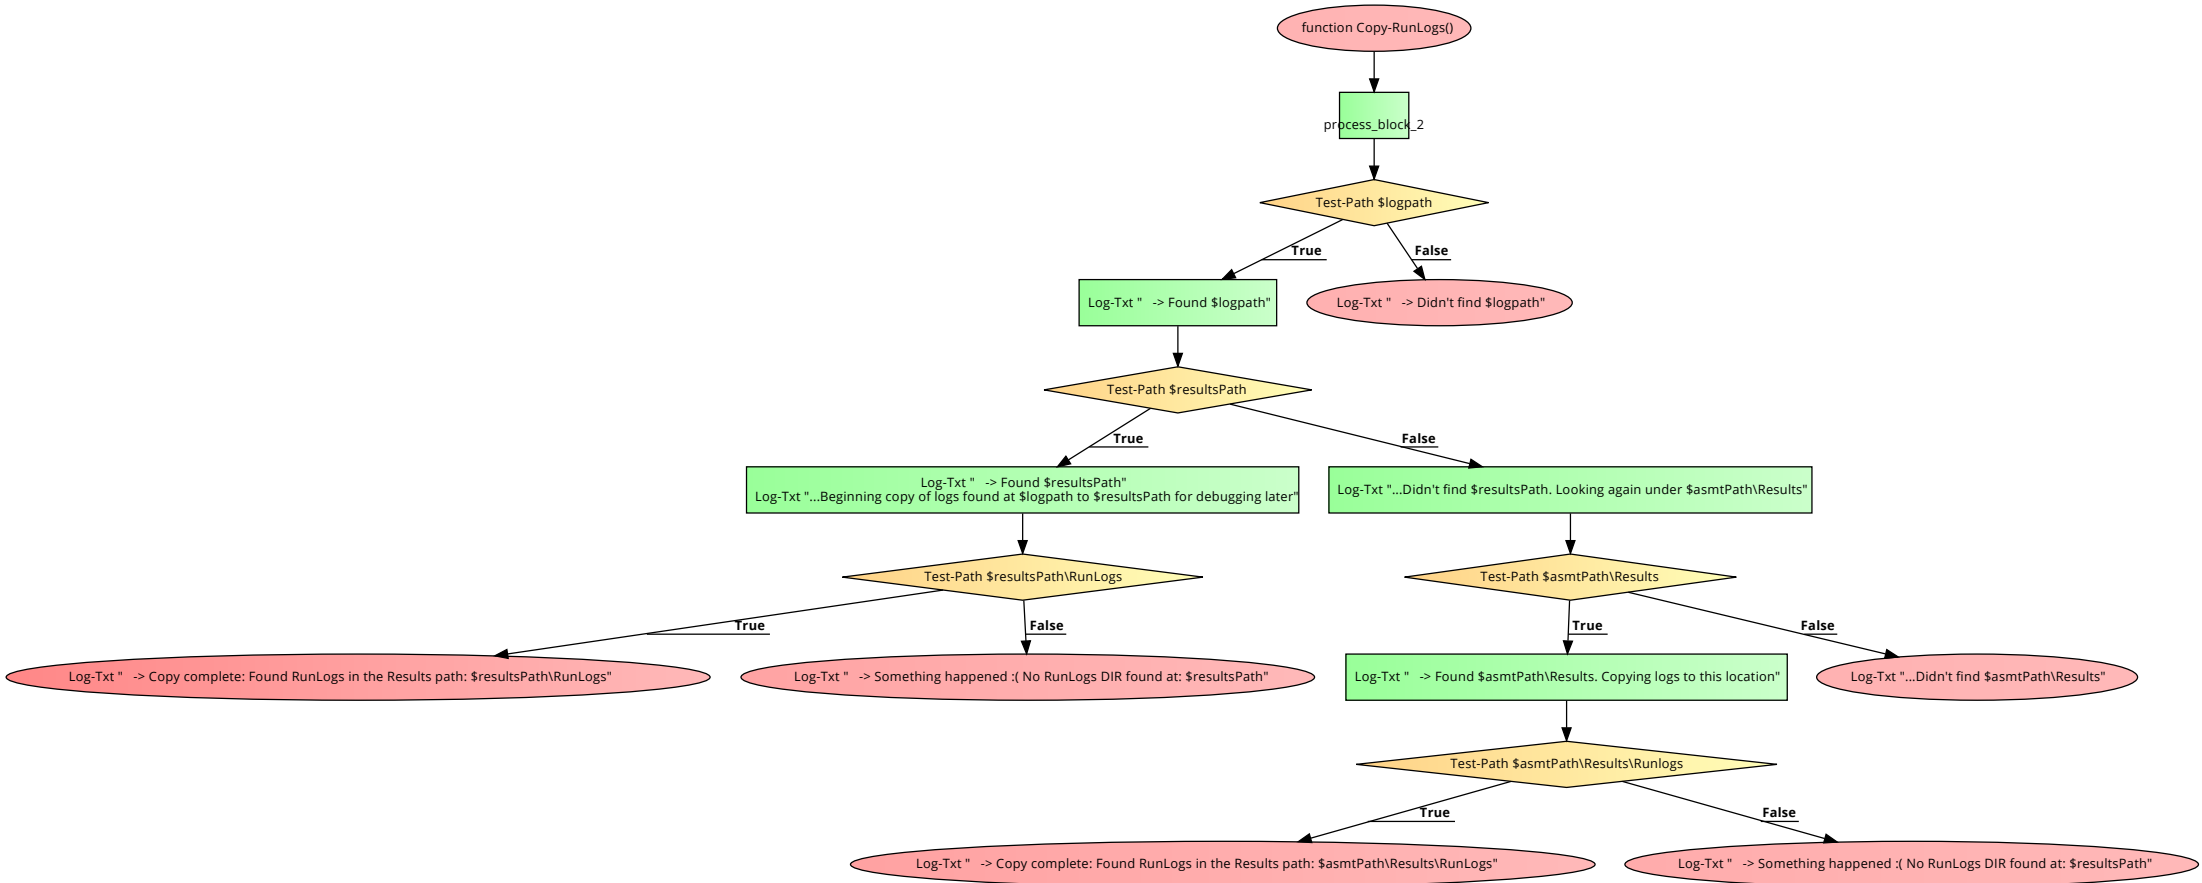 function Copy-RunLogs()
process_block_2
Test-Path $logpath
True
False
Log-Txt "   -> Found $logpath"
Log-Txt "   -> Didn't find $logpath"
Test-Path $resultsPath
True
False
Log-Txt "   -> Found $resultsPath"
Log-Txt "...Beginning copy of logs found at $logpath to $resultsPath for debugging later"
Log-Txt "...Didn't find $resultsPath. Looking again under $asmtPath\Results"
Test-Path $resultsPath\RunLogs
Test-Path $asmtPath\Results
True
False
True
False
Log-Txt "   -> Copy complete: Found RunLogs in the Results path: $resultsPath\RunLogs"
Log-Txt "   -> Something happened :( No RunLogs DIR found at: $resultsPath"
Log-Txt "   -> Found $asmtPath\Results. Copying logs to this location"
Log-Txt "...Didn't find $asmtPath\Results"
Test-Path $asmtPath\Results\Runlogs
True
False
Log-Txt "   -> Copy complete: Found RunLogs in the Results path: $asmtPath\Results\RunLogs"
Log-Txt "   -> Something happened :( No RunLogs DIR found at: $resultsPath"